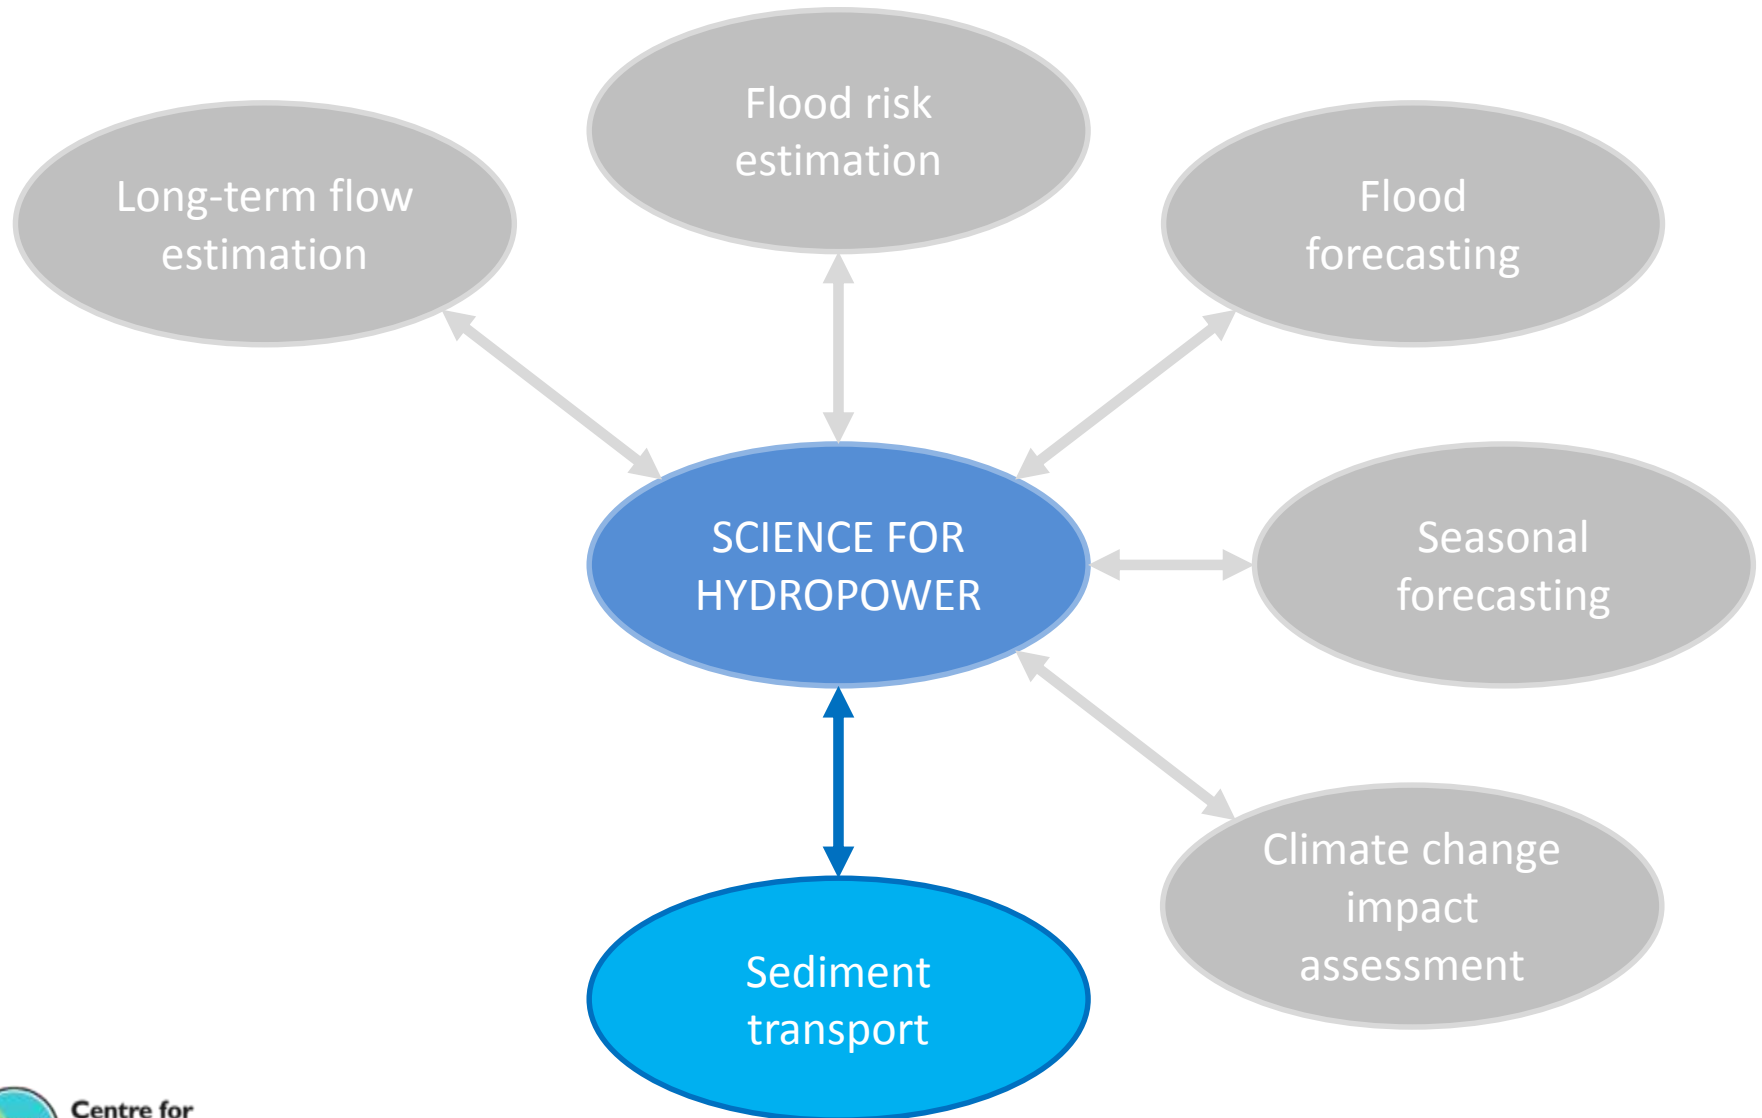 Flood risk
estimation
Long-term flow
estimation
Flood
forecasting
SCIENCE FOR
HYDROPOWER
Seasonal
forecasting
Climate change
impact
assessment
Sediment
transport
Centre for